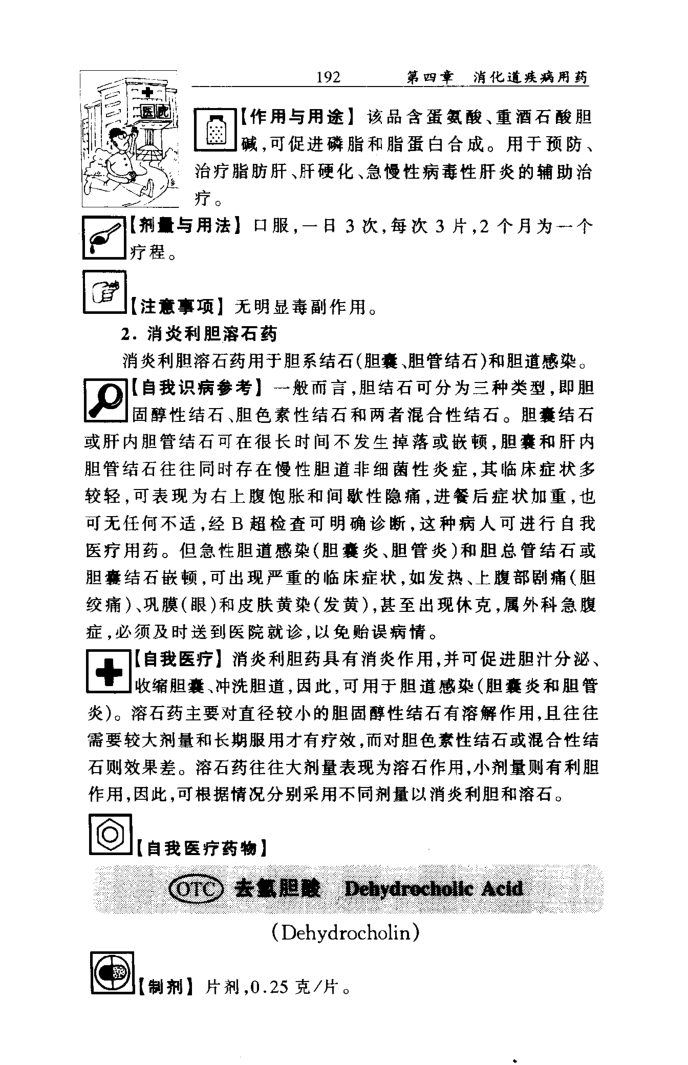 192 第四章 消化道疾病用药
医院
【作用与用途】 该品含蛋氨酸、重酒石酸胆
碱,可促进磷脂和脂蛋白合成。用于预防、
治疗脂肪肝、肝硬化、急慢性病毒性肝炎的辅助治
疗。
【剂量与用法】 口服,一日 3 次,每次 3 片,2 个月为一个
疗程。
【注意事项】 无明显毒副作用。
2. 消炎利胆溶石药
消炎利胆溶石药用于胆系结石(胆囊、胆管结石)和胆道感染。
【自我识病参考】 一般而言,胆结石可分为三种类型,即胆
固醇性结石、胆色素性结石和两者混合性结石。胆囊结石
或肝内胆管结石可在很长时间不发生掉落或嵌顿,胆囊和肝内
胆管结石往往同时存在慢性胆道非细菌性炎症,其临床症状多
较轻,可表现为右上腹饱胀和间歇性隐痛,进餐后症状加重,也
可无任何不适,经 B 超检查可明确诊断,这种病人可进行自我
医疗用药。但急性胆道感染(胆囊炎、胆管炎)和胆总管结石或
胆囊结石嵌顿,可出现严重的临床症状,如发热、上腹部剧痛(胆
绞痛)、巩膜(眼)和皮肤黄染(发黄),甚至出现休克,属外科急腹
症,必须及时送到医院就诊,以免贻误病情。
【自我医疗】 消炎利胆药具有消炎作用,并可促进胆汁分泌、
收缩胆囊、冲洗胆道,因此,可用于胆道感染(胆囊炎和胆管
炎)。溶石药主要对直径较小的胆固醇性结石有溶解作用,且往往
需要较大剂量和长期服用才有疗效,而对胆色素性结石或混合性结
石则效果差。溶石药往往大剂量表现为溶石作用,小剂量则有利胆
作用,因此,可根据情况分别采用不同剂量以消炎利胆和溶石。
【自我医疗药物】
OTC 去氢胆酸 Dehydrocholic Acid
(Dehydrocholin)
【制剂】 片剂,0.25 克/片。